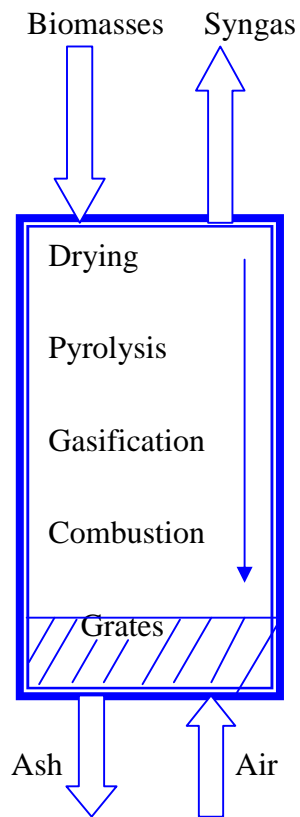 Biomasses Syngas
Drying
Pyrolysis
Gasification
Combustion
Grates
Ash Air